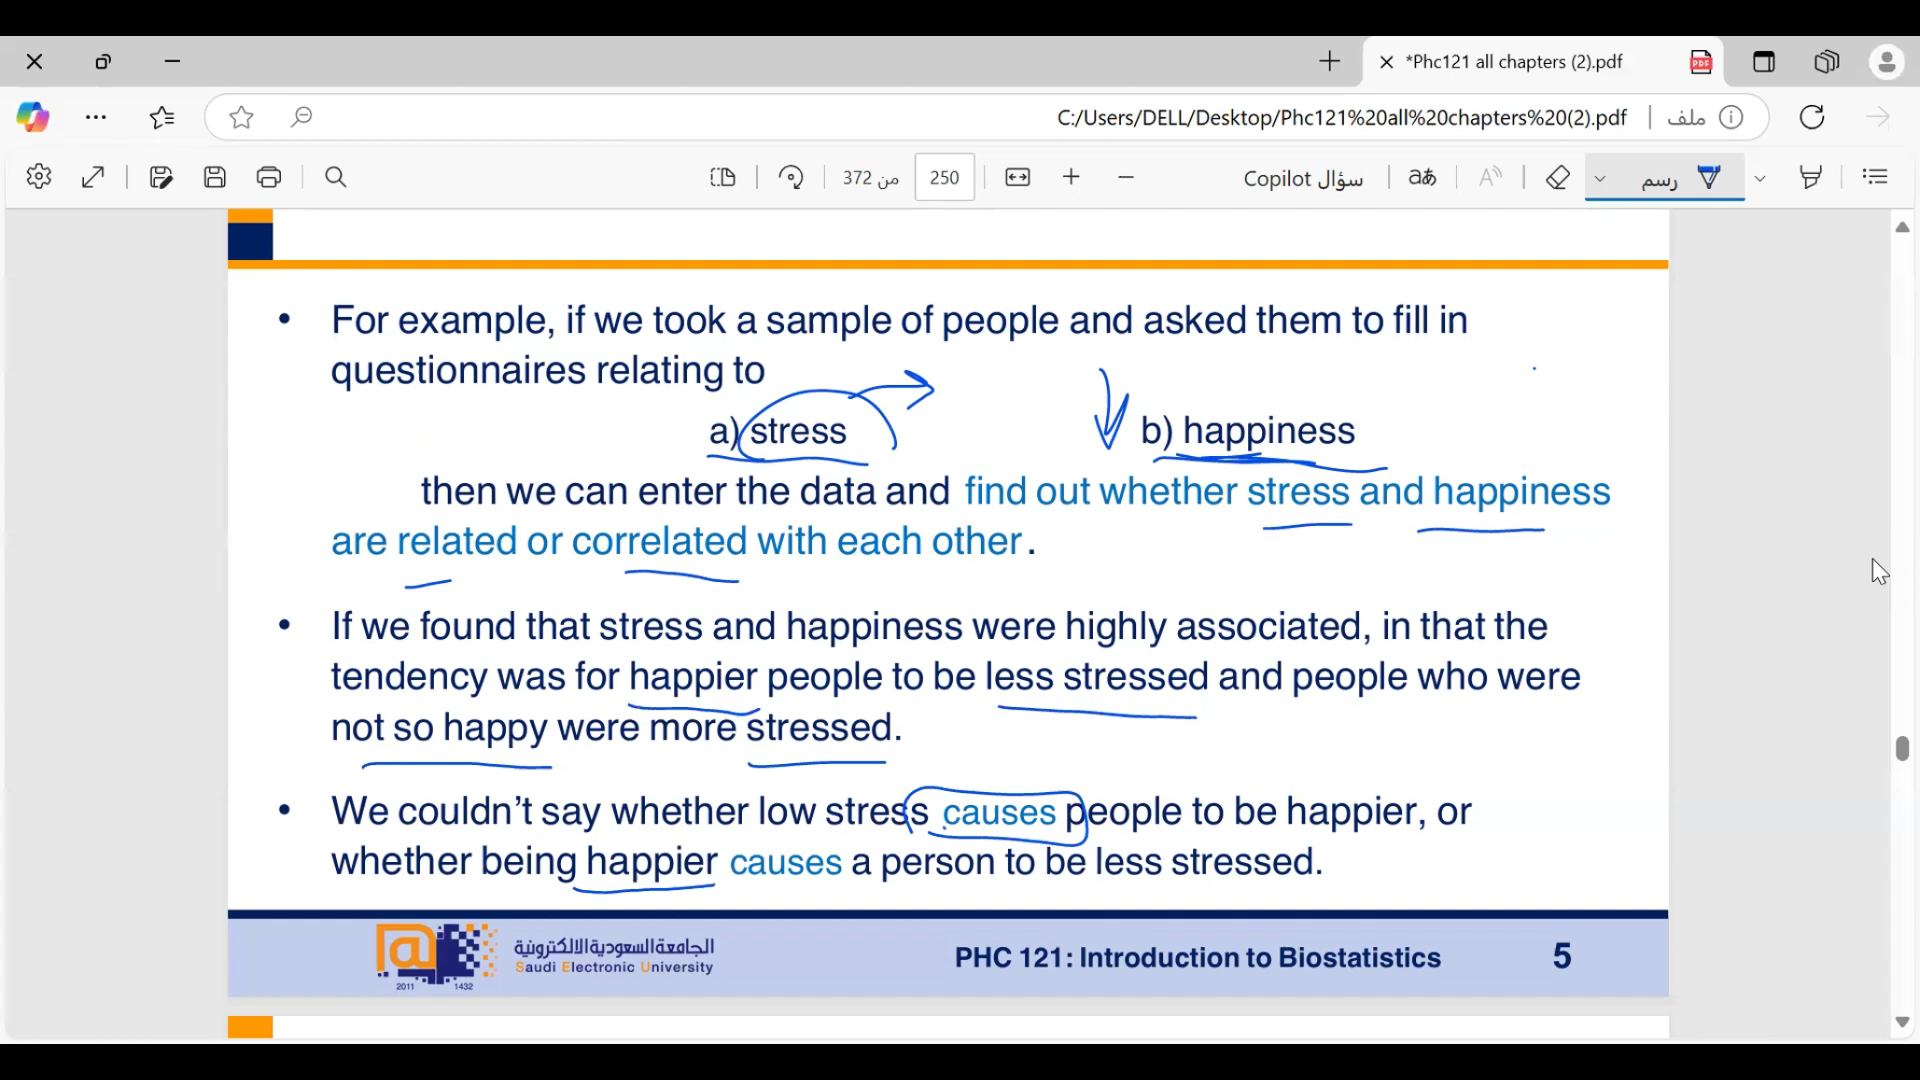 *Phc121 all chapters (2).pdf
PDF
C:/Users/DELL/Desktop/Phc121%20all%20chapters%20(2).pdf
ملف
250
من 372
سؤال Copilot
aあ
رسم
• For example, if we took a sample of people and asked them to fill in
questionnaires relating to
a) stress b) happiness
then we can enter the data and find out whether stress and happiness
are related or correlated with each other.
• If we found that stress and happiness were highly associated, in that the
tendency was for happier people to be less stressed and people who were
not so happy were more stressed.
• We couldn't say whether low stress causes people to be happier, or
whether being happier causes a person to be less stressed.
الجامعة السعودية الالكترونية
Saudi Electronic University
2011 1432
PHC 121: Introduction to Biostatistics 5